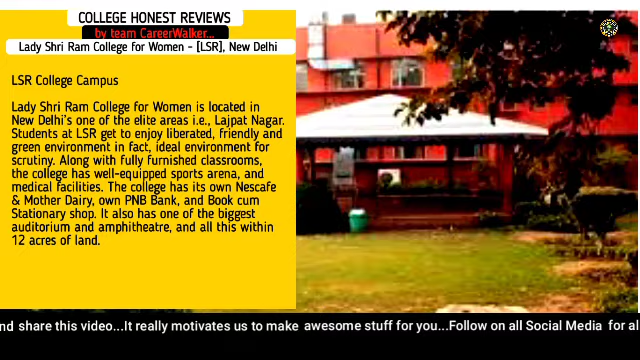 COLLEGE HONEST REVIEWS
by team CareerWalker...
Lady Shri Ram College for Women - [LSR], New Delhi
LSR College Campus
Lady Shri Ram College for Women is located in
New Delhi's one of the elite areas i.e., Lajpat Nagar.
Students at LSR get to enjoy liberated, friendly and
green environment in fact, ideal environment for
scrutiny. Along with fully furnished classrooms,
the college has well-equipped sports arena, and
medical facilities. The college has its own Nescafe
& Mother Dairy, own PNB Bank, and Book cum
Stationary shop. It also has one of the biggest
auditorium and amphitheatre, and all this within
12 acres of land.
nd share this video...It really motivates us to make awesome stuff for you...Follow on all Social Media for al